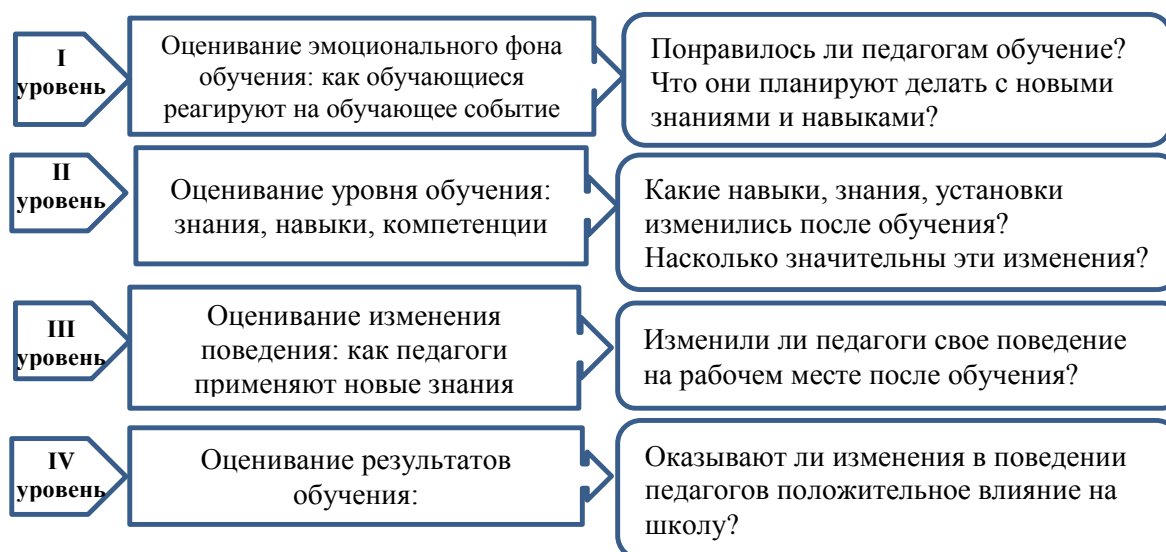 I
уровень
Оценивание эмоционального фона
обучения: как обучающиеся
реагируют на обучающее событие
Понравилось ли педагогам обучение?
Что они планируют делать с новыми
знаниями и навыками?
II
уровень
Оценивание уровня обучения:
знания, навыки, компетенции
Какие навыки, знания, установки
изменились после обучения?
Насколько значительны эти изменения?
III
уровень
Оценивание изменения
поведения: как педагоги
применяют новые знания
Изменили ли педагоги свое поведение
на рабочем месте после обучения?
IV
уровень
Оценивание результатов
обучения:
Оказывают ли изменения в поведении
педагогов положительное влияние на
школу?